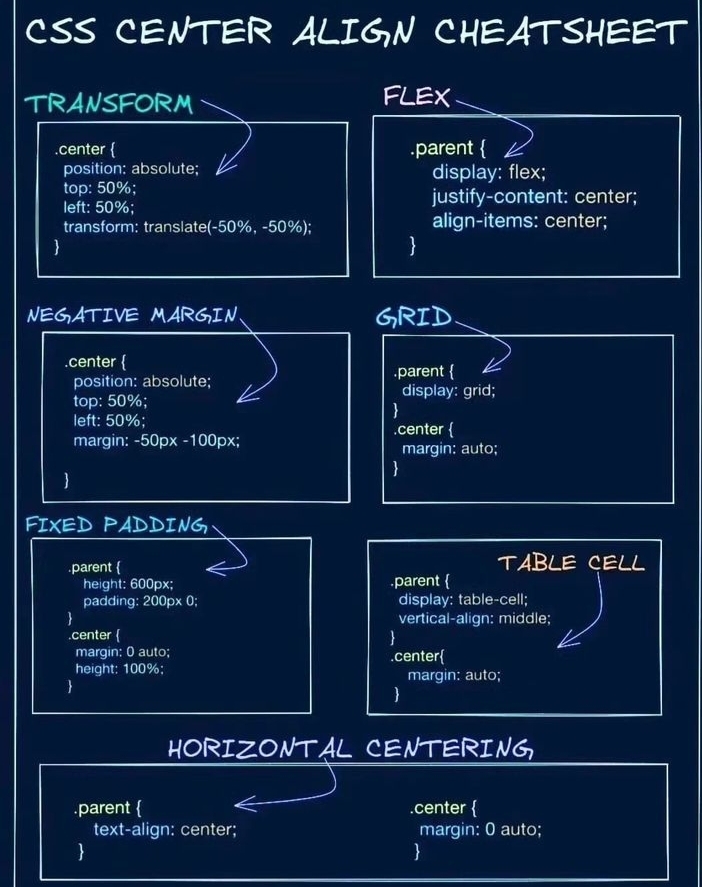 CSS CENTER ALIGN CHEATSHEET
TRANSFORM
.center {
position: absolute;
top: 50%;
left: 50%;
transform: translate(-50%, -50%);
}
FLEX
.parent {
display: flex;
justify-content: center;
align-items: center;
}
NEGATIVE MARGIN
.center {
position: absolute;
top: 50%;
left: 50%;
margin: -50px -100px;
}
GRID
.parent {
display: grid;
}
.center {
margin: auto;
}
FIXED PADDING
.parent {
height: 600px;
padding: 200px 0;
}
.center {
margin: 0 auto;
height: 100%;
}
TABLE CELL
.parent {
display: table-cell;
vertical-align: middle;
}
.center{
margin: auto;
}
HORIZONTAL CENTERING
.parent {
text-align: center;
}
.center {
margin: 0 auto;
}